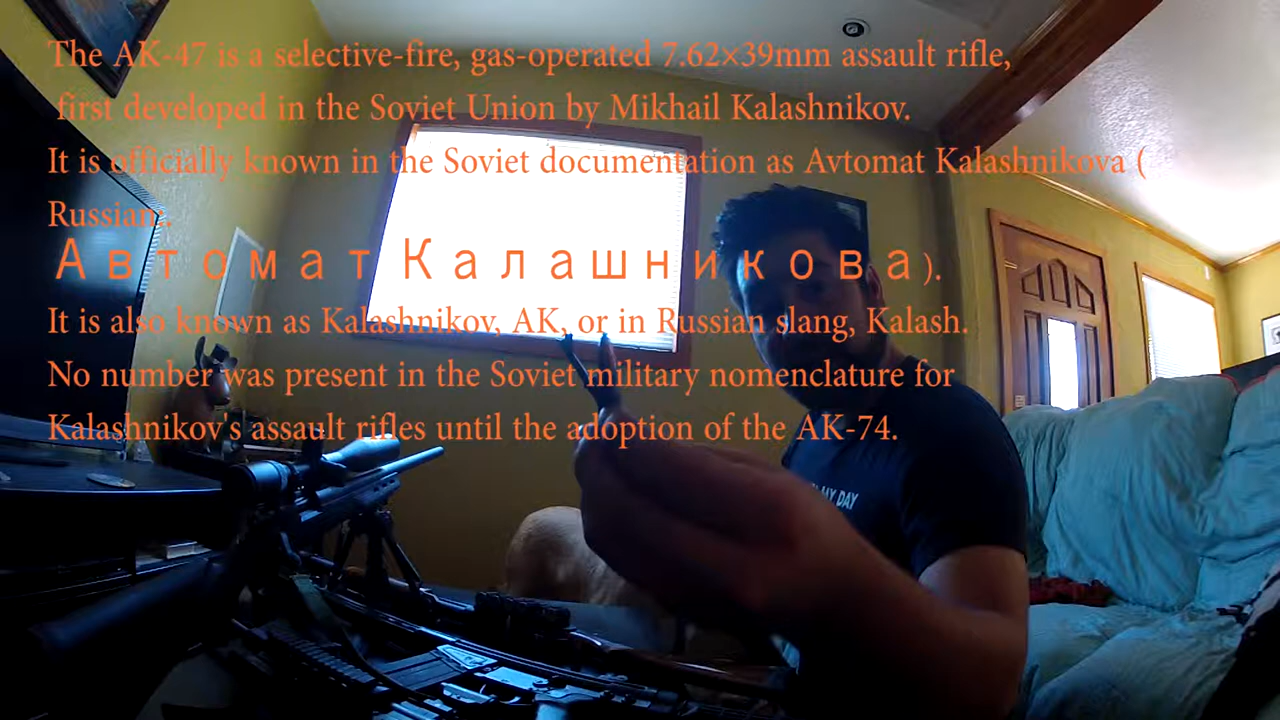 The AK-47 is a selective-fire, gas-operated 7.62×39mm assault rifle,
first developed in the Soviet Union by Mikhail Kalashnikov.
It is officially known in the Soviet documentation as Avtomat Kalashnikova (
Russian:.
Автомат Калашникова).
It is also known as Kalashnikov, AK, or in Russian slang, Kalash.
No number was present in the Soviet military nomenclature for
Kalashnikov's assault rifles until the adoption of the AK-74.
MY DAY